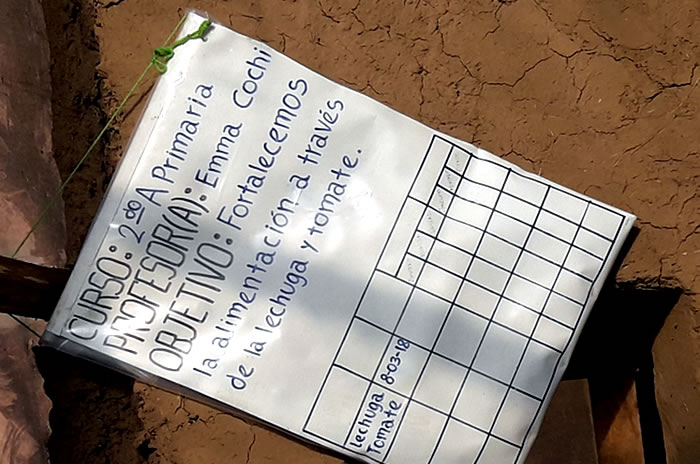 CURSO: 2do A Primaria
PROFESOR(A): Emma Cochi
OBJETIVO: Fortalecemos
la alimentación a través
de la lechuga y tomate.
Lechuga 8-03-18
Tomate